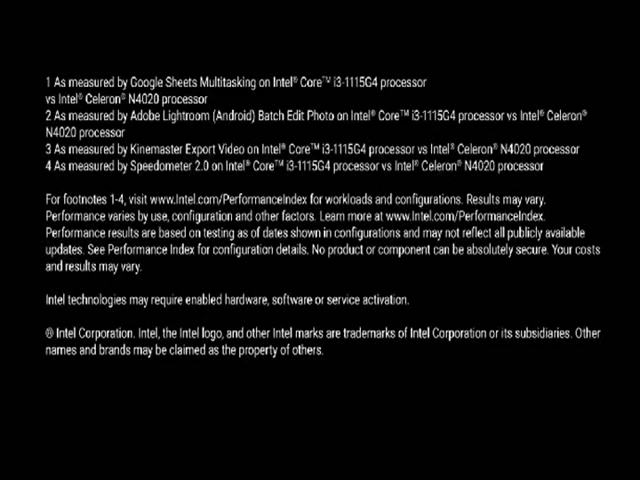 1 As measured by Google Sheets Multitasking on Intel® Core™ i3-1115G4 processor
vs Intel® Celeron® N4020 processor
2 As measured by Adobe Lightroom (Android) Batch Edit Photo on Intel® Core™ i3-1115G4 processor vs Intel® Celeron®
N4020 processor
3 As measured by Kinemaster Export Video on Intel® Core™ i3-1115G4 processor vs Intel® Celeron® N4020 processor
4 As measured by Speedometer 2.0 on Intel® Core™ i3-1115G4 processor vs Intel® Celeron® N4020 processor
For footnotes 1-4, visit www.Intel.com/PerformanceIndex for workloads and configurations. Results may vary.
Performance varies by use, configuration and other factors. Learn more at www.Intel.com/PerformanceIndex.
Performance results are based on testing as of dates shown in configurations and may not reflect all publicly available
updates. See Performance Index for configuration details. No product or component can be absolutely secure. Your costs
and results may vary.
Intel technologies may require enabled hardware, software or service activation.
® Intel Corporation. Intel, the Intel logo, and other Intel marks are trademarks of Intel Corporation or its subsidiaries. Other
names and brands may be claimed as the property of others.